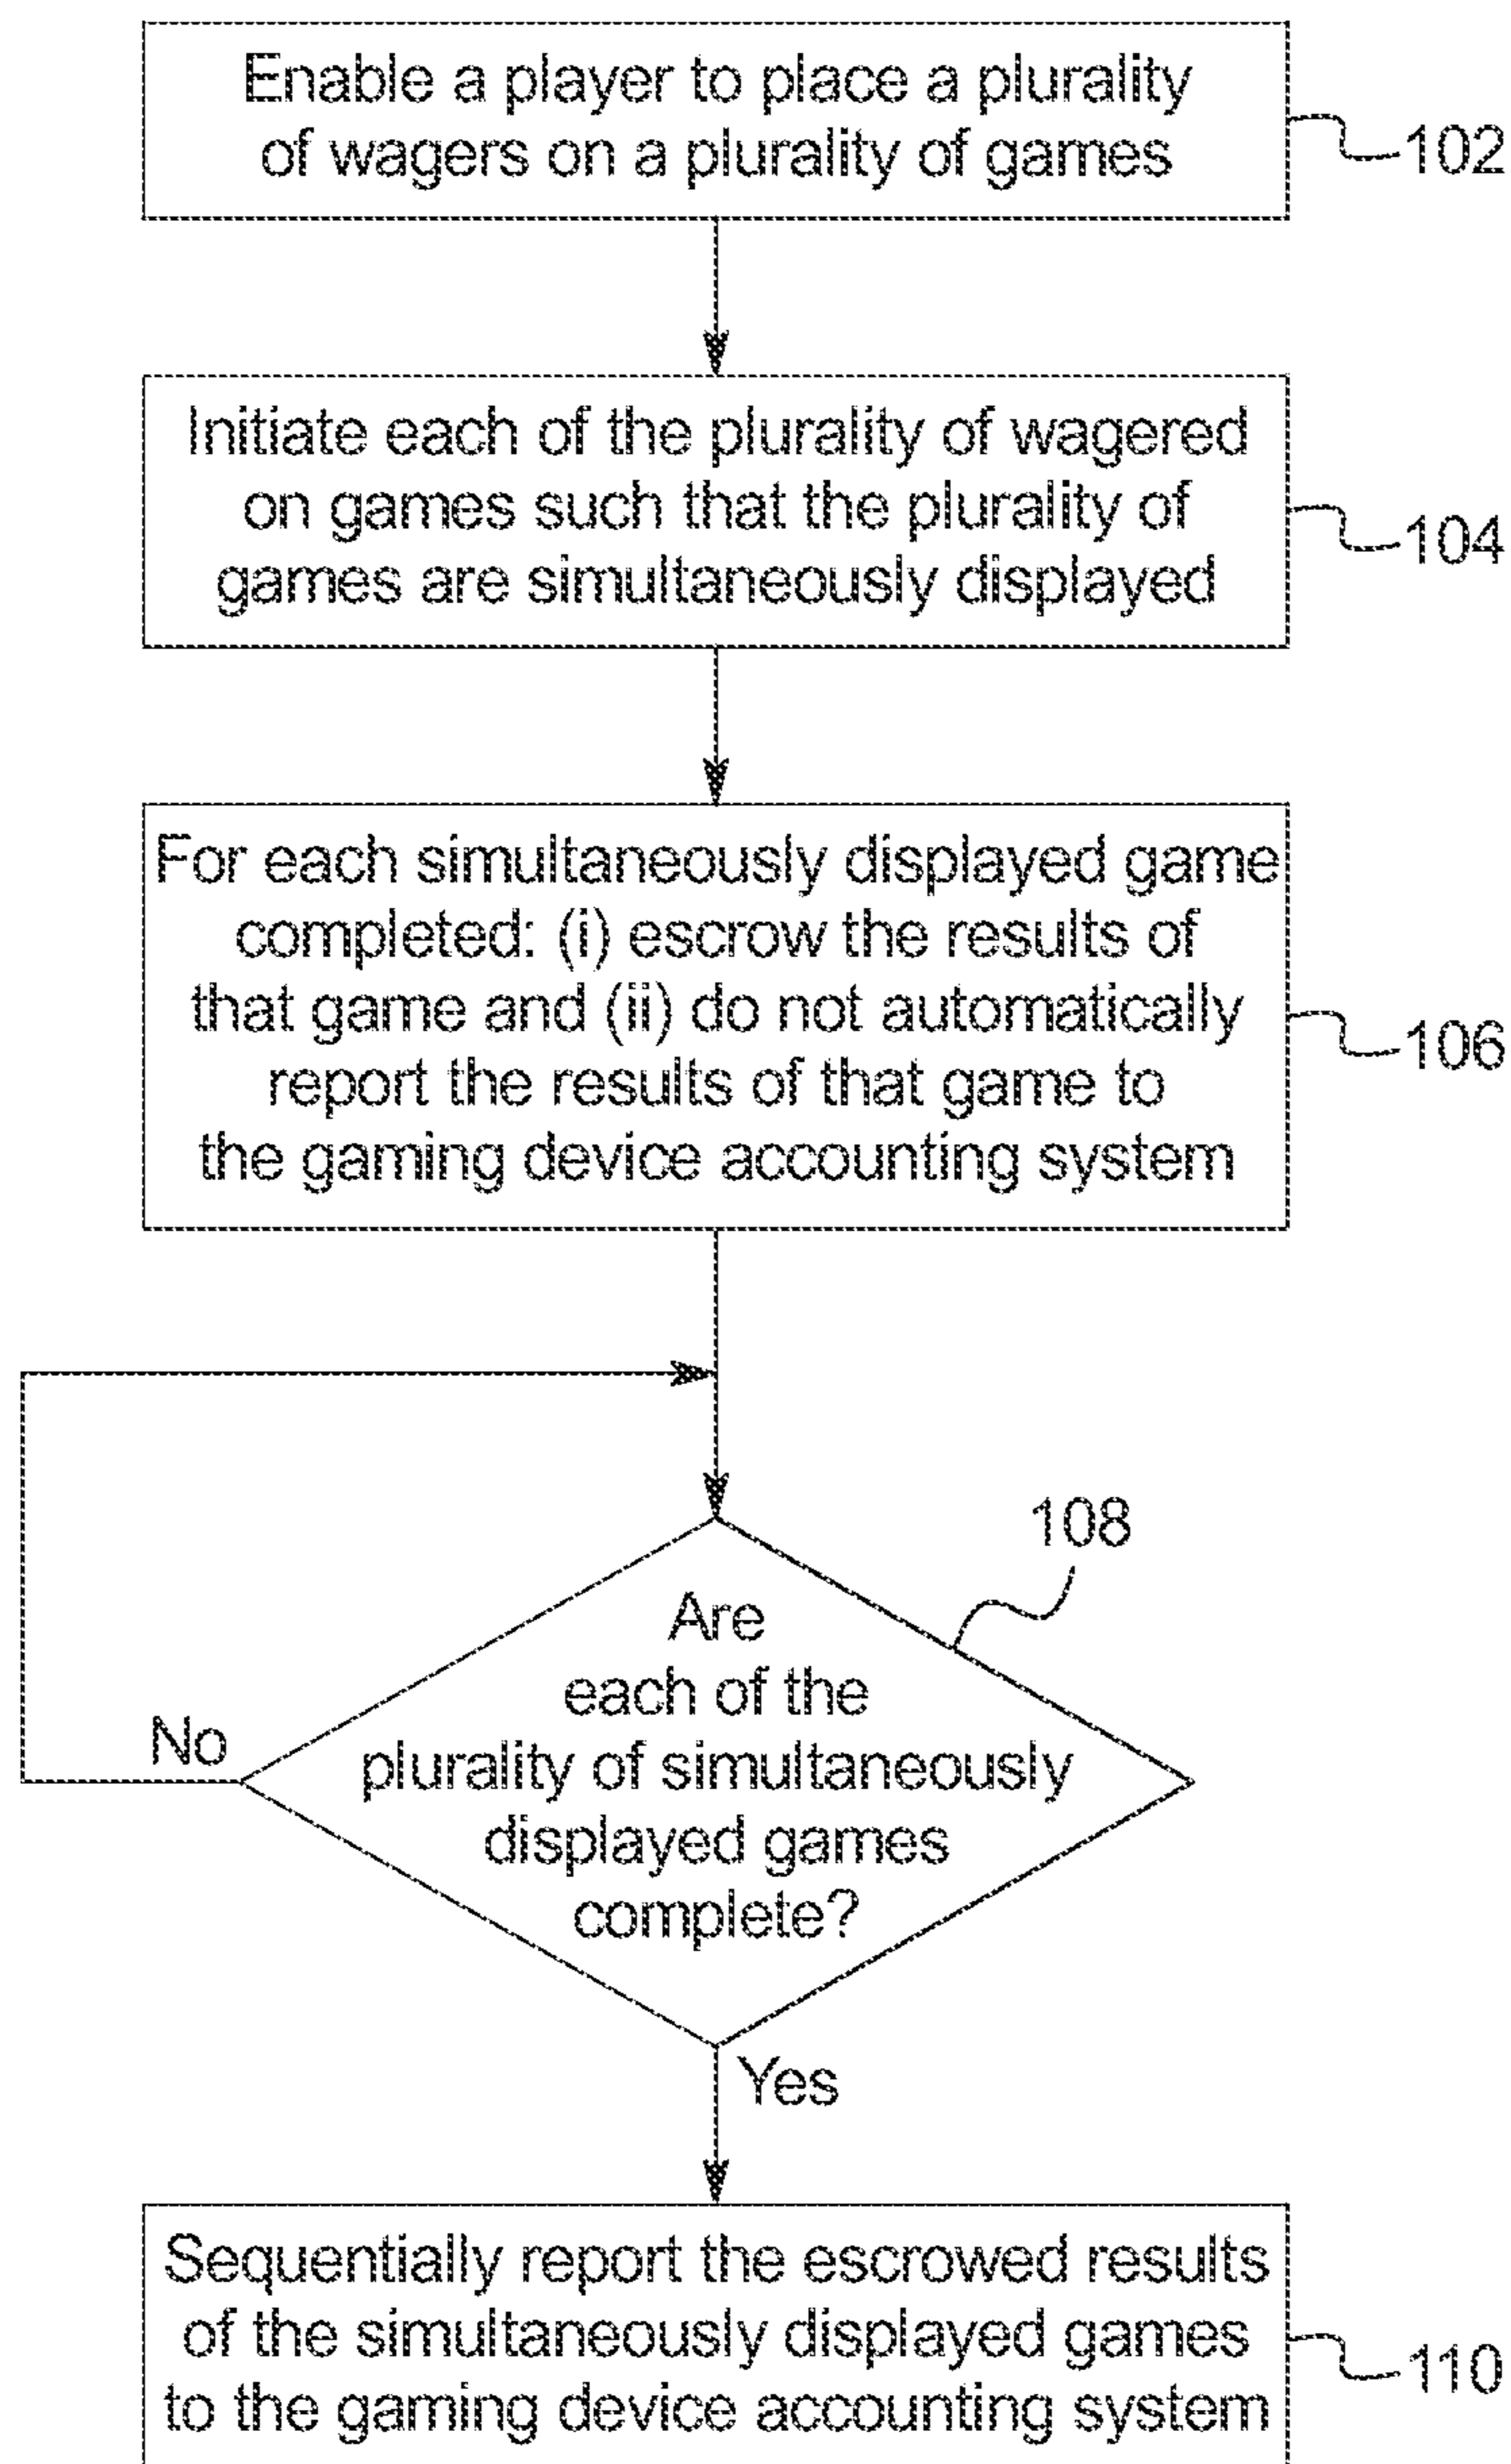 Enable a player to place a plurality
of wagers on a plurality of games
102
Initiate each of the plurality of wagered
on games such that the plurality of
games are simultaneously displayed
104
For each simultaneously displayed game
completed: (i) escrow the results of
that game and (ii) do not automatically
report the results of that game to
the gaming device accounting system
106
108
Are
each of the
plurality of simultaneously
displayed games
complete?
No
Yes
Sequentially report the escrowed results
of the simultaneously displayed games
to the gaming device accounting system
110